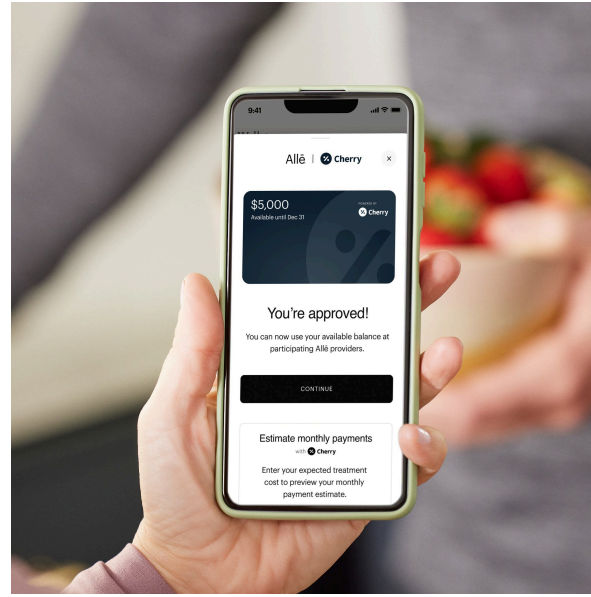 9:41
Allē | Cherry
$5,000
POWERED BY
Available until Dec 31
Cherry
You're approved!
You can now use your available balance at
participating Allē providers.
CONTINUE
Estimate monthly payments
with Cherry
Enter your expected treatment
cost to preview your monthly
payment estimate.